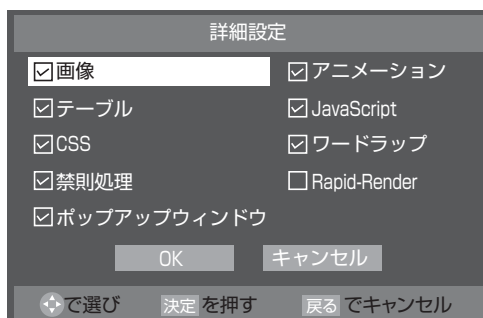 詳細設定
画像 アニメーション
テーブル JavaScript
CSS ワードラップ
禁則処理 Rapid-Render
ポップアップウィンドウ
OK キャンセル
で選び 決定 を押す 戻る でキャンセル